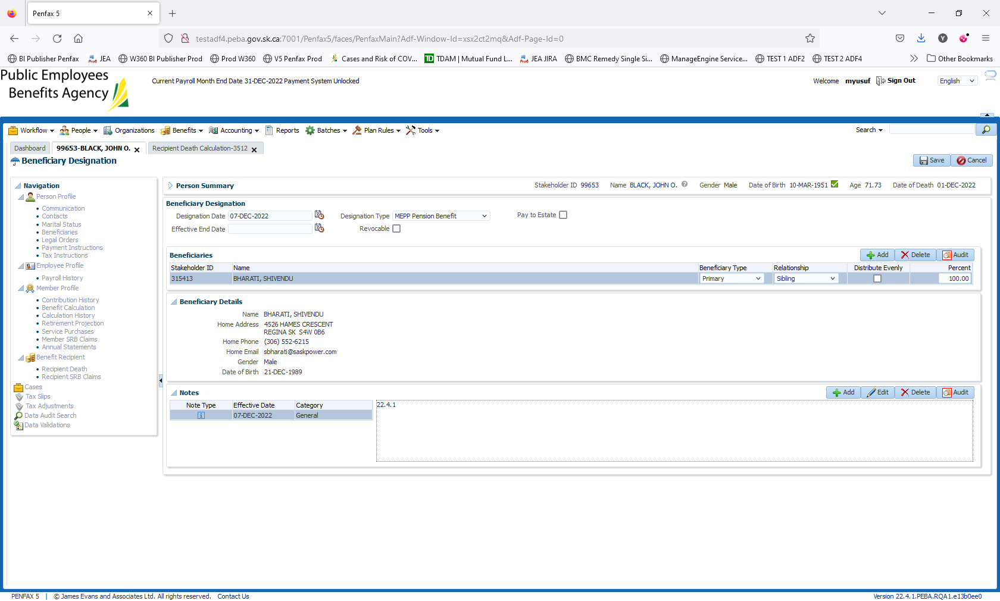 Penfax 5
testadf4.peba.gov.sk.ca:7001/Penfax5/faces/PenfaxMain?Adf-Window-Id=xsx2ct2mq&Adf-Page-Id=0
BI Publisher Penfax JEA W360 BI Publisher Prod Prod W360 V5 Penfax Prod Cases and Risk of COV... TD TDAM | Mutual Fund L... JEA JIRA BMC Remedy Single Si... ManageEngine Service... TEST 1 ADF2 TEST 2 ADF4 Other Bookmarks
Public Employees
Benefits Agency
Current Payroll Month End Date 31-DEC-2022 Payment System Unlocked
Welcome myusuf Sign Out English
Workflow People Organizations Benefits Accounting Reports Batches Plan Rules Tools Search
Dashboard 99653-BLACK, JOHN O. Recipient Death Calculation-3512
Beneficiary Designation Save Cancel
Navigation
Person Profile
Communication
Contacts
Marital Status
Beneficiaries
Legal Orders
Payment Instructions
Tax Instructions
Employee Profile
Payroll History
Member Profile
Contribution History
Benefit Calculation
Calculation History
Retirement Projection
Service Purchases
Member SRB Claims
Annual Statements
Benefit Recipient
Recipient Death
Recipient SRB Claims
Cases
Tax Slips
Tax Adjustments
Data Audit Search
Data Validations
Person Summary Stakeholder ID 99653 Name BLACK, JOHN O. Gender Male Date of Birth 10-MAR-1951 Age 71.73 Date of Death 01-DEC-2022
Beneficiary Designation
Designation Date 07-DEC-2022 Designation Type MEPP Pension Benefit Pay to Estate
Effective End Date Revocable
Beneficiaries Add Delete Audit
Stakeholder ID Name Beneficiary Type Relationship Distribute Evenly Percent
315413 BHARATI, SHIVENDU Primary Sibling 100.00
Beneficiary Details
Name BHARATI, SHIVENDU
Home Address 4526 HAMES CRESCENT
REGINA SK S4W 0B6
Home Phone (306) 552-6215
Home Email sbharati@saskpower.com
Gender Male
Date of Birth 21-DEC-1989
Notes Add Edit Delete Audit
Note Type Effective Date Category
07-DEC-2022 General
22.4.1
PENFAX 5 | © James Evans and Associates Ltd. All rights reserved. Contact Us
Version 22.4.1.PEBA.RQA1.e13b0ee0